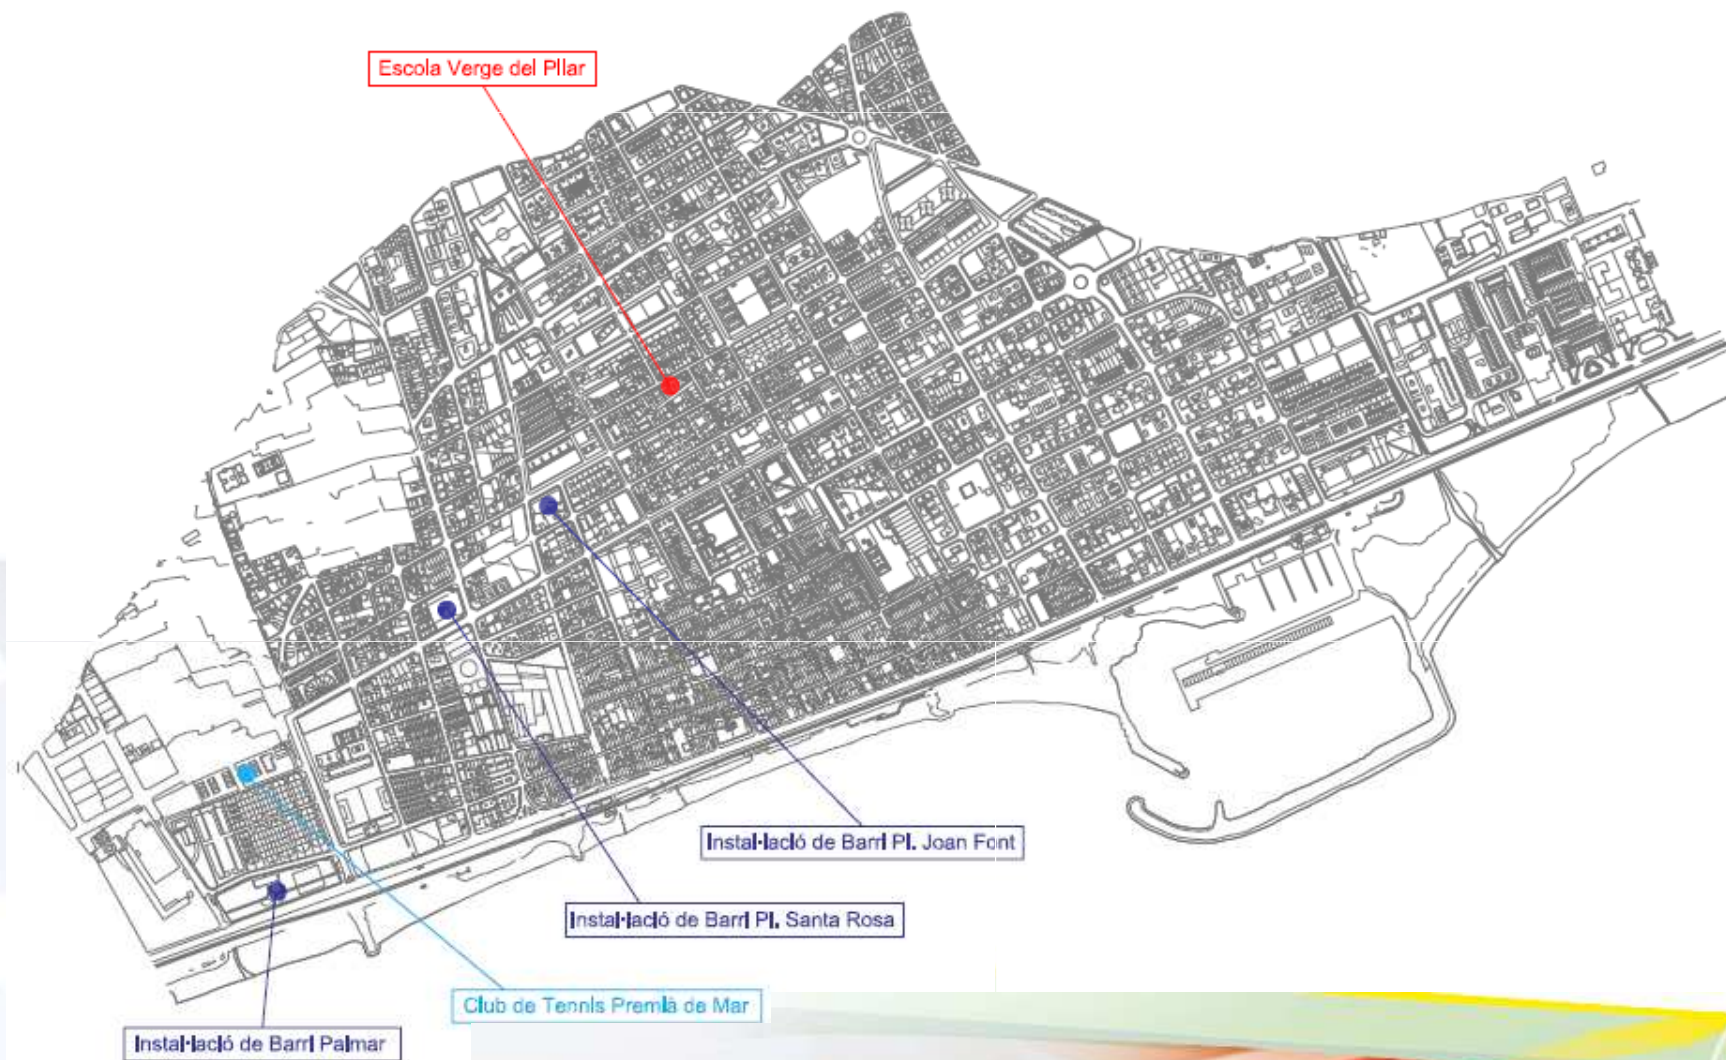 Escola Verge del Pilar
Instal·lació de Barri Pl. Joan Font
Instal·lació de Barri Pl. Santa Rosa
Club de Tennis Premià de Mar
Instal·lació de Barri Palmar